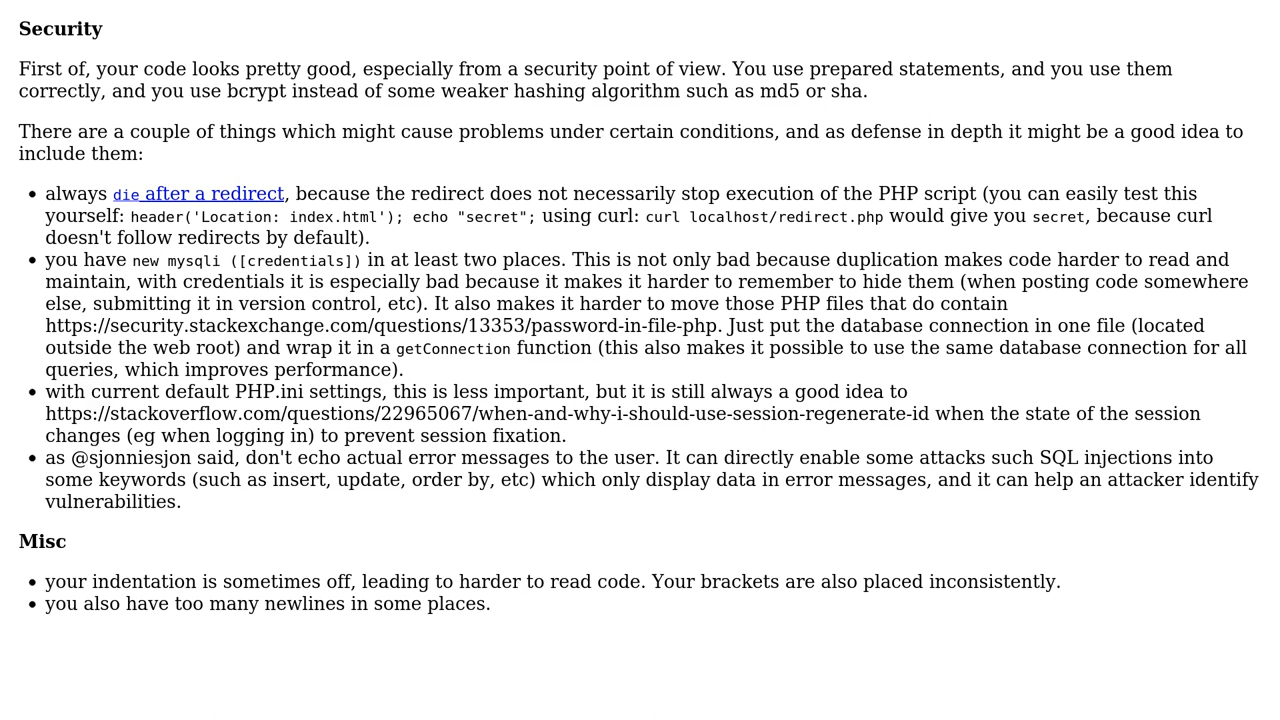 Security
First of, your code looks pretty good, especially from a security point of view. You use prepared statements, and you use them
correctly, and you use bcrypt instead of some weaker hashing algorithm such as md5 or sha.
There are a couple of things which might cause problems under certain conditions, and as defense in depth it might be a good idea to
include them:
• always die after a redirect, because the redirect does not necessarily stop execution of the PHP script (you can easily test this
yourself: header('Location: index.html'); echo "secret"; using curl: curl localhost/redirect.php would give you secret, because curl
doesn't follow redirects by default).
• you have new mysqli ([credentials]) in at least two places. This is not only bad because duplication makes code harder to read and
maintain, with credentials it is especially bad because it makes it harder to remember to hide them (when posting code somewhere
else, submitting it in version control, etc). It also makes it harder to move those PHP files that do contain
https://security.stackexchange.com/questions/13353/password-in-file-php. Just put the database connection in one file (located
outside the web root) and wrap it in a getConnection function (this also makes it possible to use the same database connection for all
queries, which improves performance).
• with current default PHP.ini settings, this is less important, but it is still always a good idea to
https://stackoverflow.com/questions/22965067/when-and-why-i-should-use-session-regenerate-id when the state of the session
changes (eg when logging in) to prevent session fixation.
• as @sjonniesjon said, don't echo actual error messages to the user. It can directly enable some attacks such SQL injections into
some keywords (such as insert, update, order by, etc) which only display data in error messages, and it can help an attacker identify
vulnerabilities.
Misc
• your indentation is sometimes off, leading to harder to read code. Your brackets are also placed inconsistently.
• you also have too many newlines in some places.